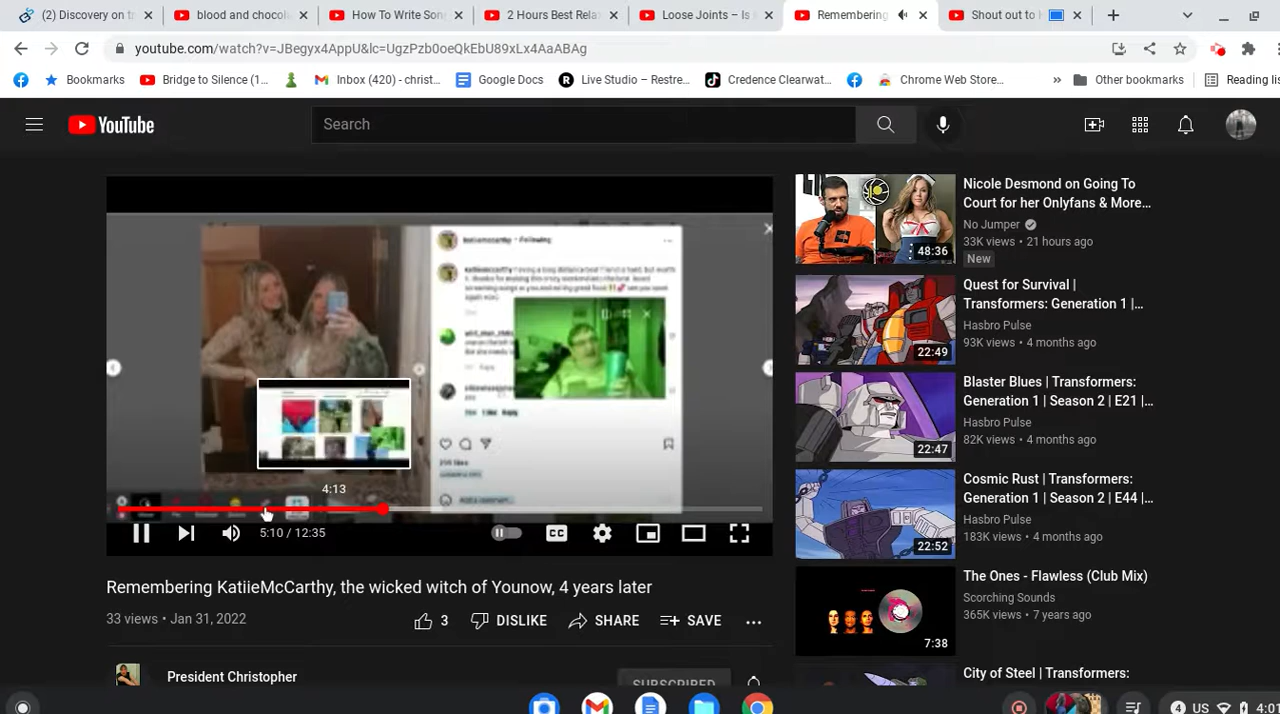 (2) Discovery on t
blood and choco
How To Write Son
2 Hours Best Rela
Loose Joints – Is
Remembering
Shout out to
youtube.com/watch?v=JBegyx4AppU&lc=UgzPzb0oeQkEbU89xLx4AaABAg
Bookmarks
Bridge to Silence (1...
Inbox (420) - christ...
Google Docs
Live Studio – Restre...
Credence Clearwat...
Chrome Web Store...
»
Other bookmarks
Reading lis
YouTube
Search
Nicole Desmond on Going To
Court for her Onlyfans & More...
No Jumper
33K views • 21 hours ago
New
48:36
Quest for Survival |
Transformers: Generation 1 |...
Hasbro Pulse
93K views • 4 months ago
22:49
Blaster Blues | Transformers:
Generation 1 | Season 2 | E21 |...
Hasbro Pulse
82K views • 4 months ago
22:47
Cosmic Rust | Transformers:
Generation 1 | Season 2 | E44 |...
Hasbro Pulse
183K views • 4 months ago
22:52
The Ones - Flawless (Club Mix)
Scorching Sounds
365K views • 7 years ago
7:38
City of Steel | Transformers:
4:13
5:10 / 12:35
CC
Remembering KatiieMcCarthy, the wicked witch of Younow, 4 years later
33 views • Jan 31, 2022
3
DISLIKE
SHARE
SAVE
President Christopher
SUBSCRIBED
4
US
4:01